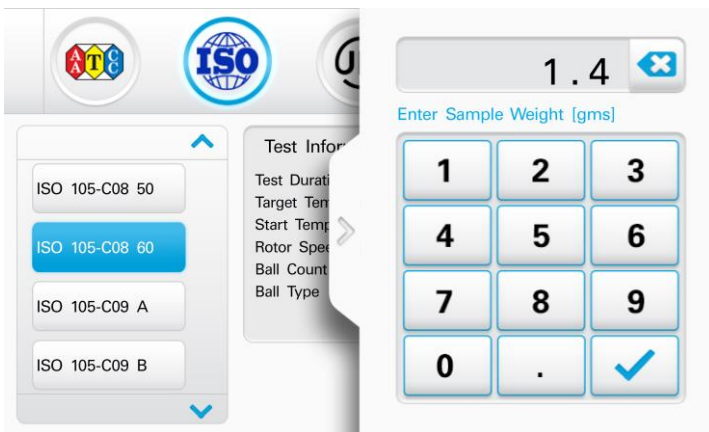 AATCC
ISO
J
1.4
Enter Sample Weight [gms]
ISO 105-C08 50
ISO 105-C08 60
ISO 105-C09 A
ISO 105-C09 B
Test Infor
Test Durati
Target Tem
Start Temp
Rotor Spee
Ball Count
Ball Type
1 2 3
4 5 6
7 8 9
0 .